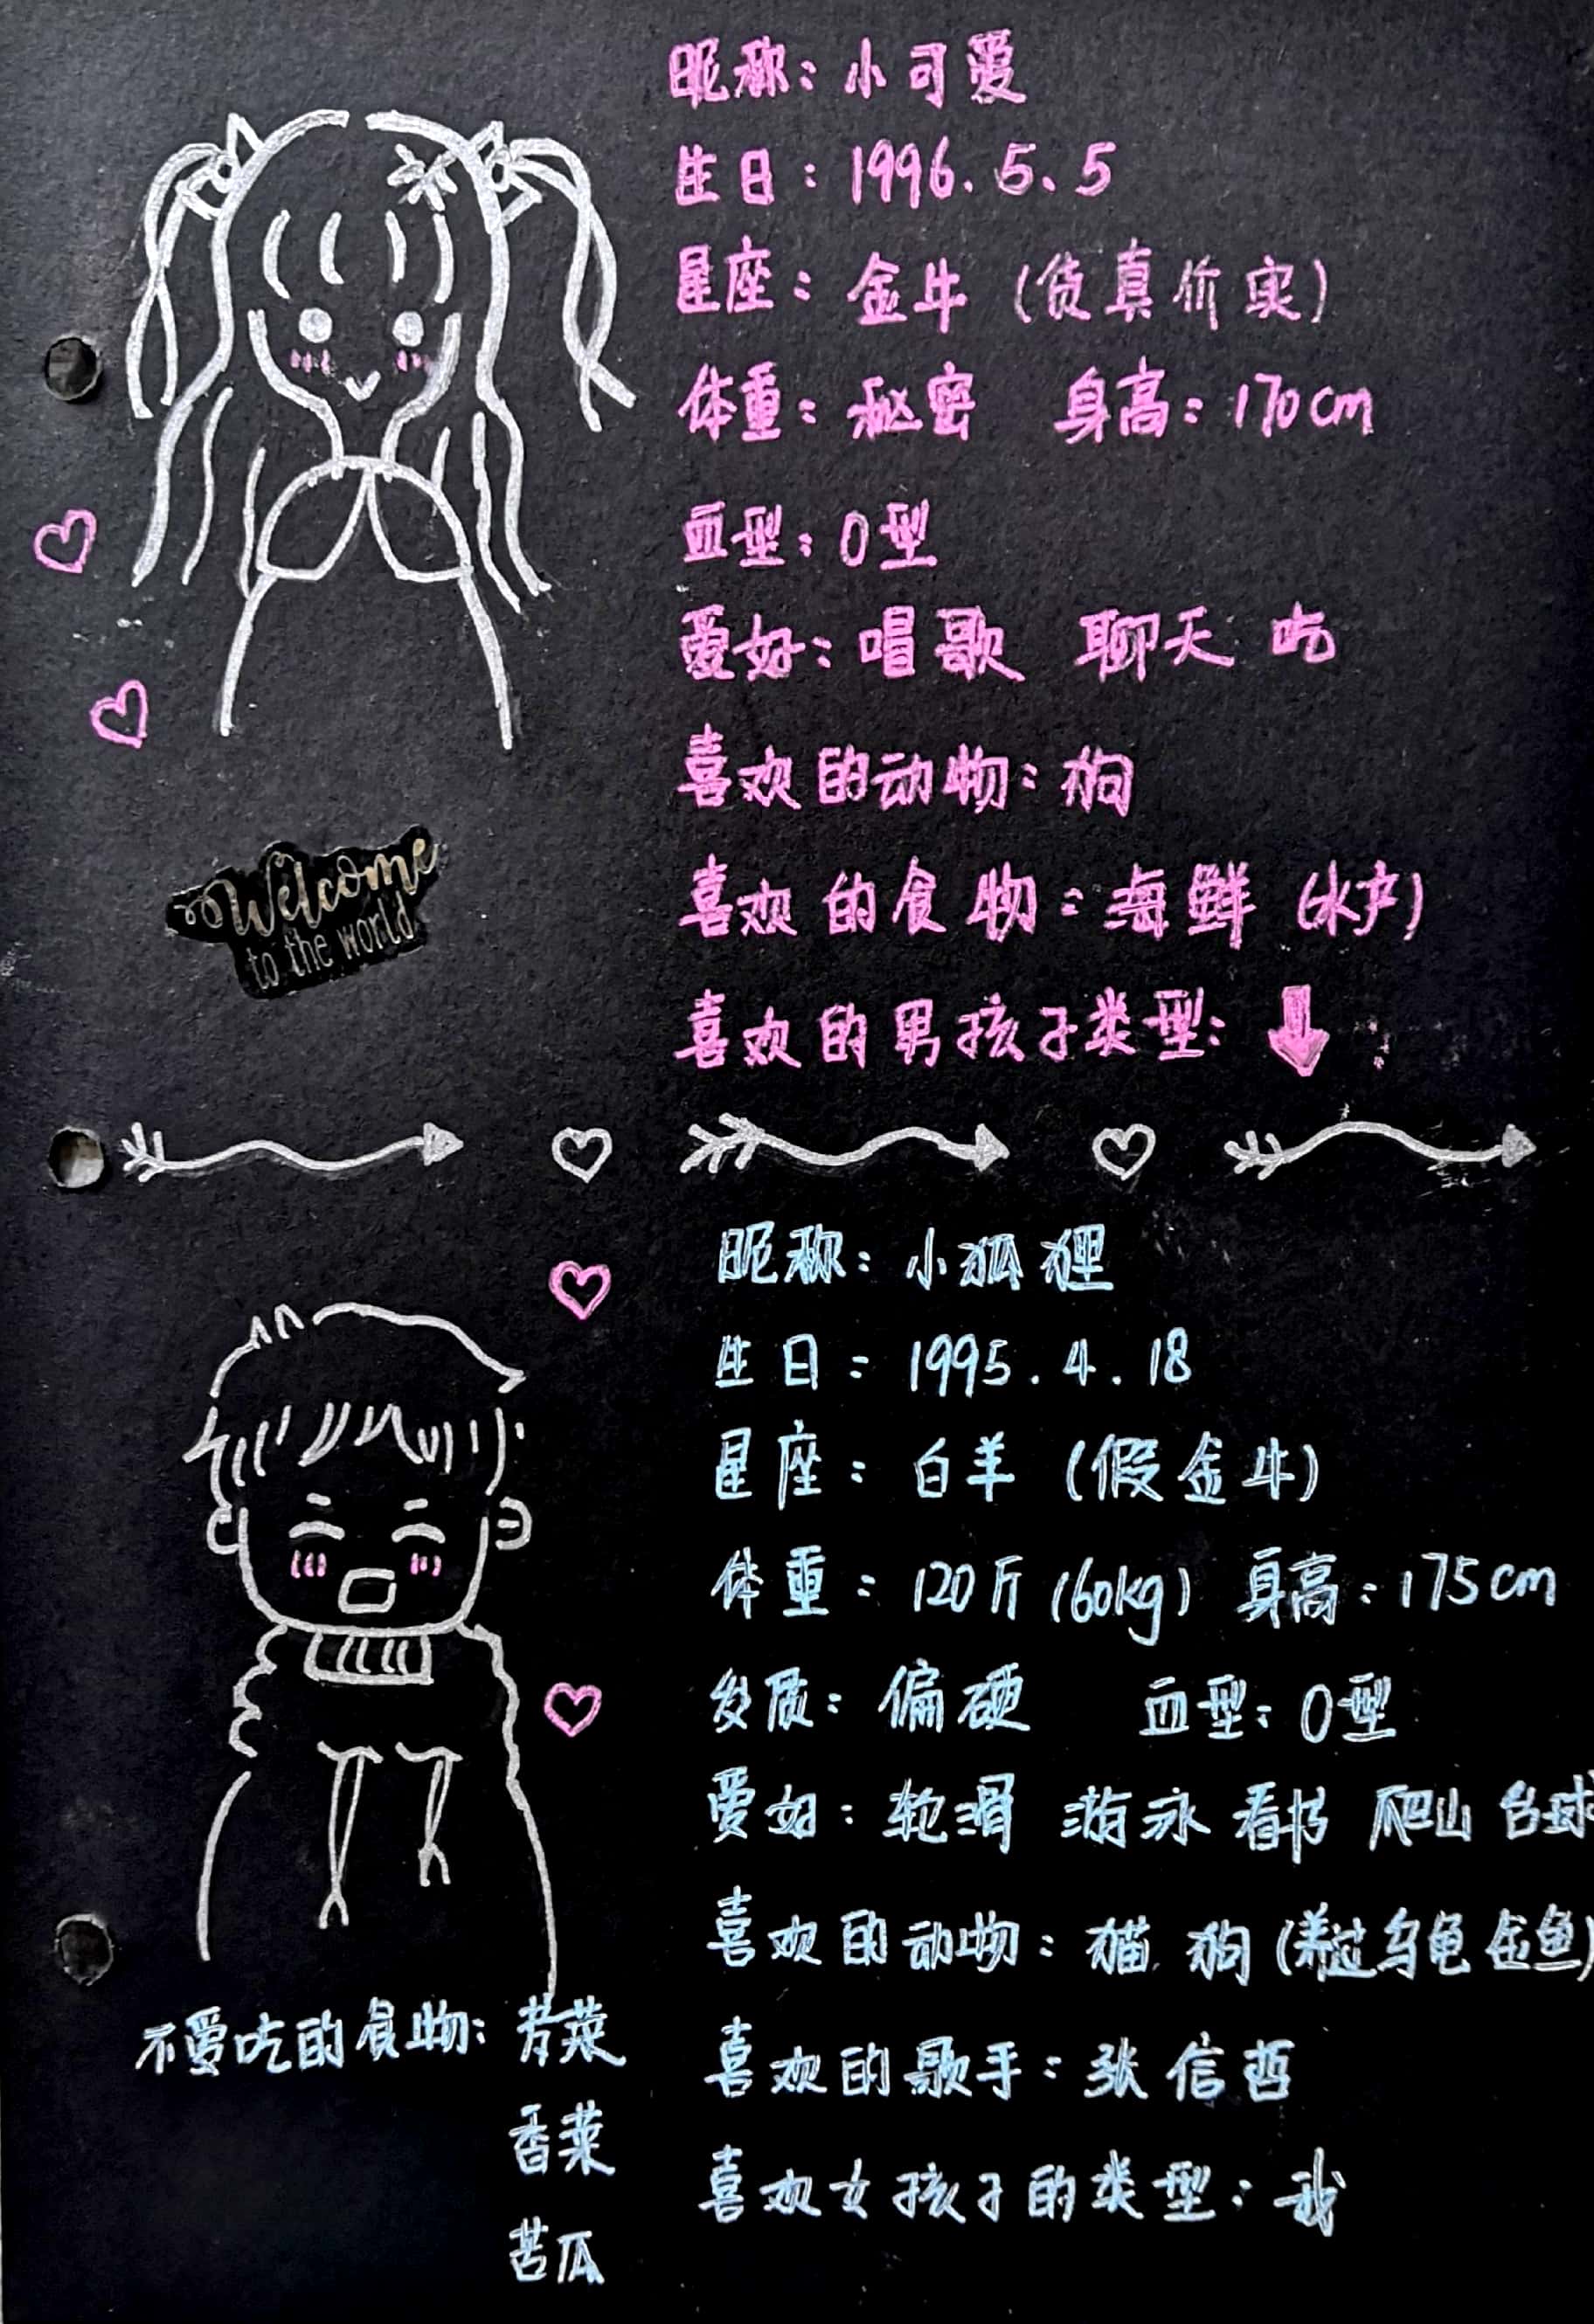 昵称：小可爱
生日：1996.5.5
星座：金牛（货真价实）
体重：秘密 身高：170cm
血型：O型
爱好：唱歌 聊天 吃
喜欢的动物：狗
喜欢的食物：海鲜（水产）
喜欢的男孩子类型：
Welcome
to the world
昵称：小狐狸
生日：1995.4.18
星座：白羊（假金牛）
体重：120斤(60kg) 身高：175cm
发质：偏硬 血型：O型
爱好：轮滑 游泳 看书 爬山 台球
喜欢的动物：猫 狗（养过乌龟金鱼）
喜欢的歌手：张信哲
喜欢女孩子的类型：我
不爱吃的食物：芹菜
香菜
苦瓜